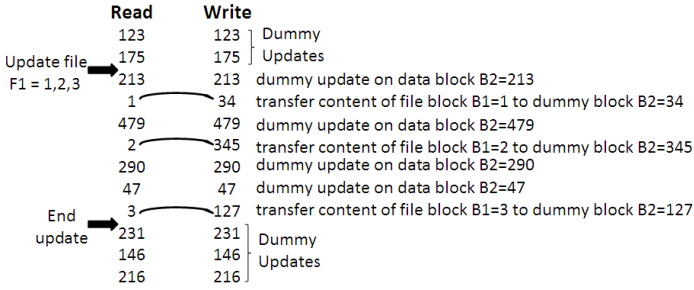 Read Write
123 123 Dummy
175 175 Updates
Update file
F1 = 1,2,3
213 213 dummy update on data block B2=213
1 34 transfer content of file block B1=1 to dummy block B2=34
479 479 dummy update on data block B2=479
2 345 transfer content of file block B1=2 to dummy block B2=345
290 290 dummy update on data block B2=290
47 47 dummy update on data block B2=47
3 127 transfer content of file block B1=3 to dummy block B2=127
End
update
231 231 Dummy
146 146 Updates
216 216